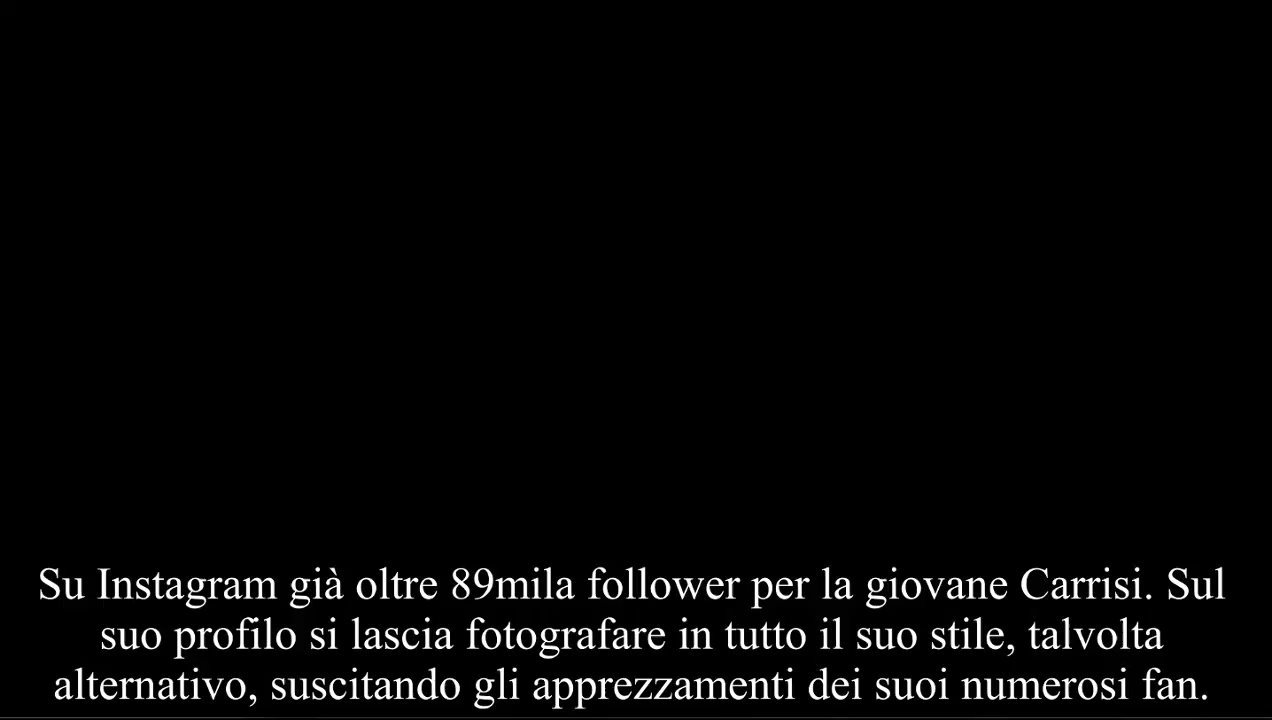 Su Instagram già oltre 89mila follower per la giovane Carrisi. Sul
suo profilo si lascia fotografare in tutto il suo stile, talvolta
alternativo, suscitando gli apprezzamenti dei suoi numerosi fan.